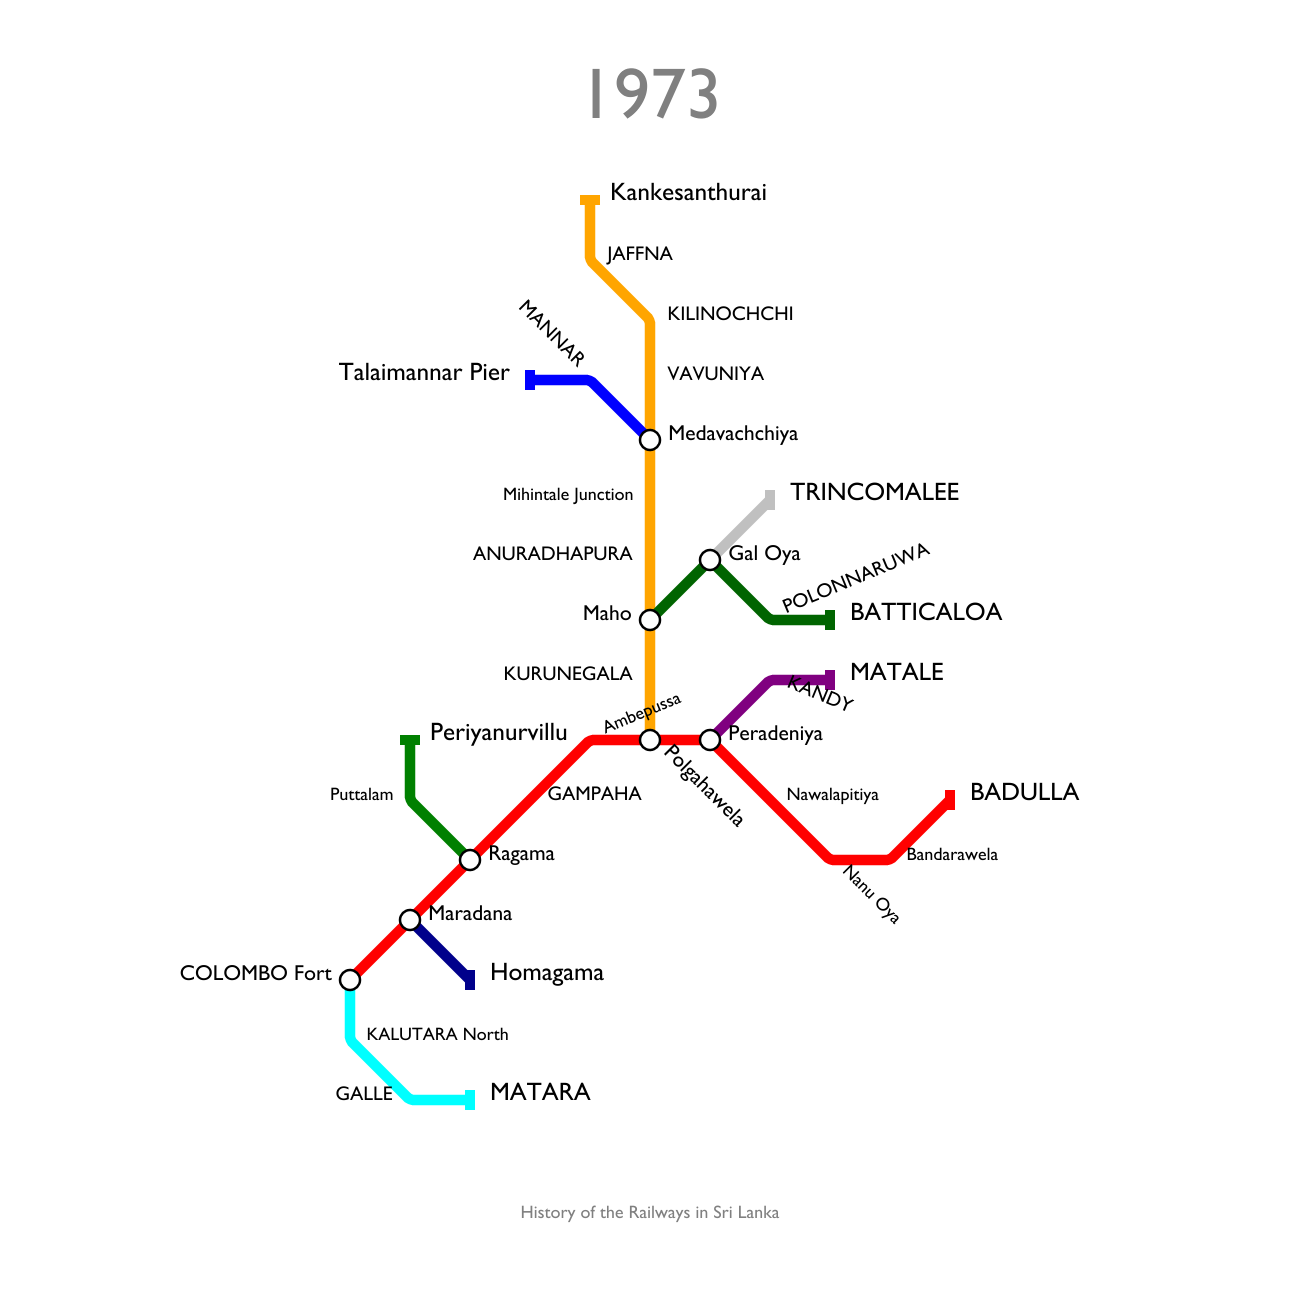 1973
Kankesanthurai
JAFFNA
KILINOCHCHI
MANNAR
Talaimannar Pier
VAVUNIYA
Medavachchiya
Mihintale Junction
TRINCOMALEE
ANURADHAPURA
Gal Oya
POLONNARUWA
Maho
BATTICALOA
KURUNEGALA
MATALE
KANDY
Ambepussa
Periyanurvillu
Peradeniya
Polgahawela
Puttalam
GAMPAHA
Nawalapitiya
BADULLA
Ragama
Bandarawela
Nanu Oya
Maradana
COLOMBO Fort
Homagama
KALUTARA North
GALLE
MATARA
History of the Railways in Sri Lanka